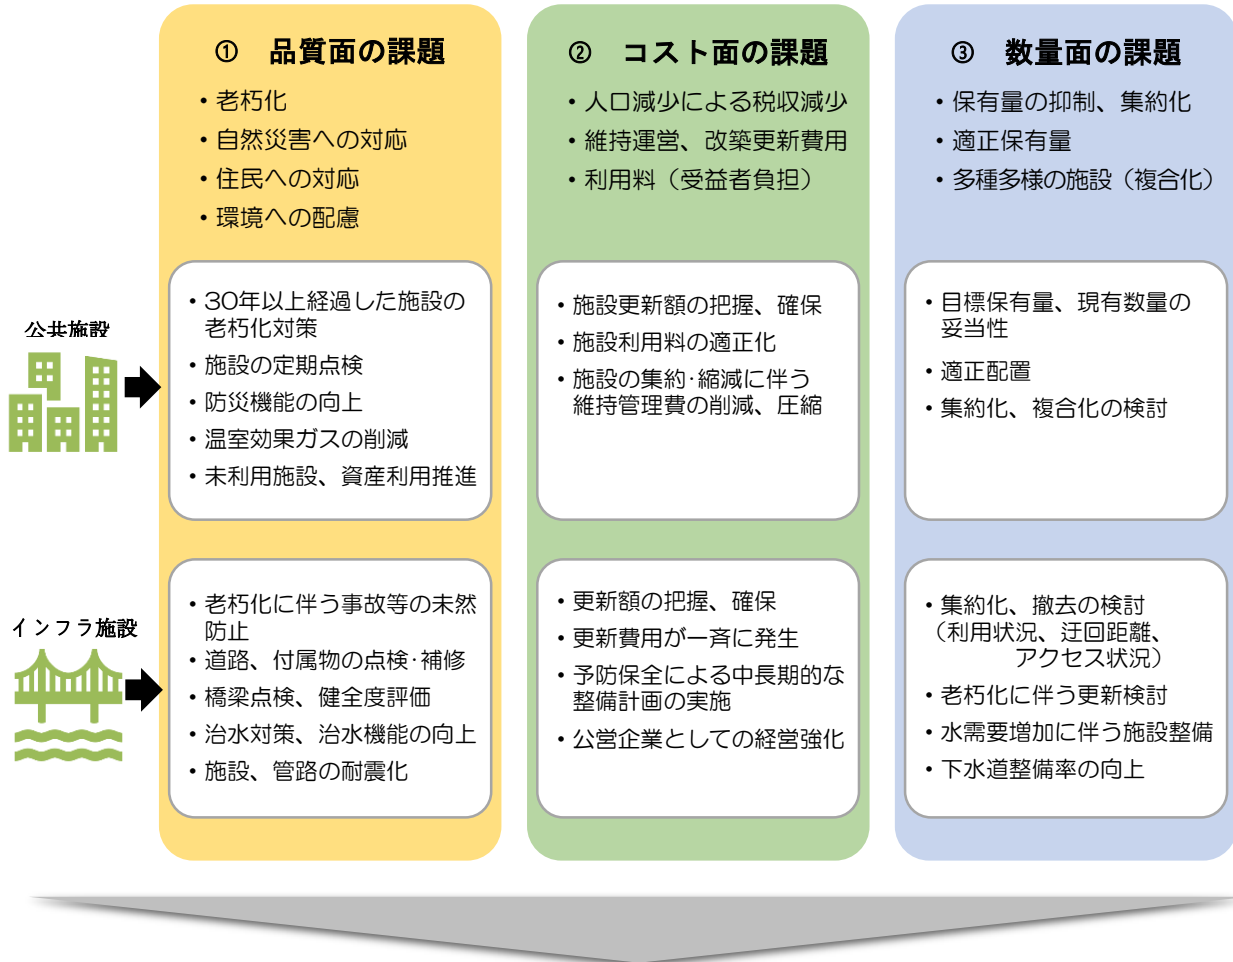 ① 品質面の課題
・老朽化
・自然災害への対応
・住民への対応
・環境への配慮
② コスト面の課題
・人口減少による税収減少
・維持運営、改築更新費用
・利用料（受益者負担）
③ 数量面の課題
・保有量の抑制、集約化
・適正保有量
・多種多様の施設（複合化）
公共施設
・30年以上経過した施設の
老朽化対策
・施設の定期点検
・防災機能の向上
・温室効果ガスの削減
・未利用施設、資産利用推進
・施設更新額の把握、確保
・施設利用料の適正化
・施設の集約･縮減に伴う
維持管理費の削減、圧縮
・目標保有量、現有数量の
妥当性
・適正配置
・集約化、複合化の検討
インフラ施設
・老朽化に伴う事故等の未然
防止
・道路、付属物の点検･補修
・橋梁点検、健全度評価
・治水対策、治水機能の向上
・施設、管路の耐震化
・更新額の把握、確保
・更新費用が一斉に発生
・予防保全による中長期的な
整備計画の実施
・公営企業としての経営強化
・集約化、撤去の検討
（利用状況、迂回距離、
アクセス状況）
・老朽化に伴う更新検討
・水需要増加に伴う施設整備
・下水道整備率の向上